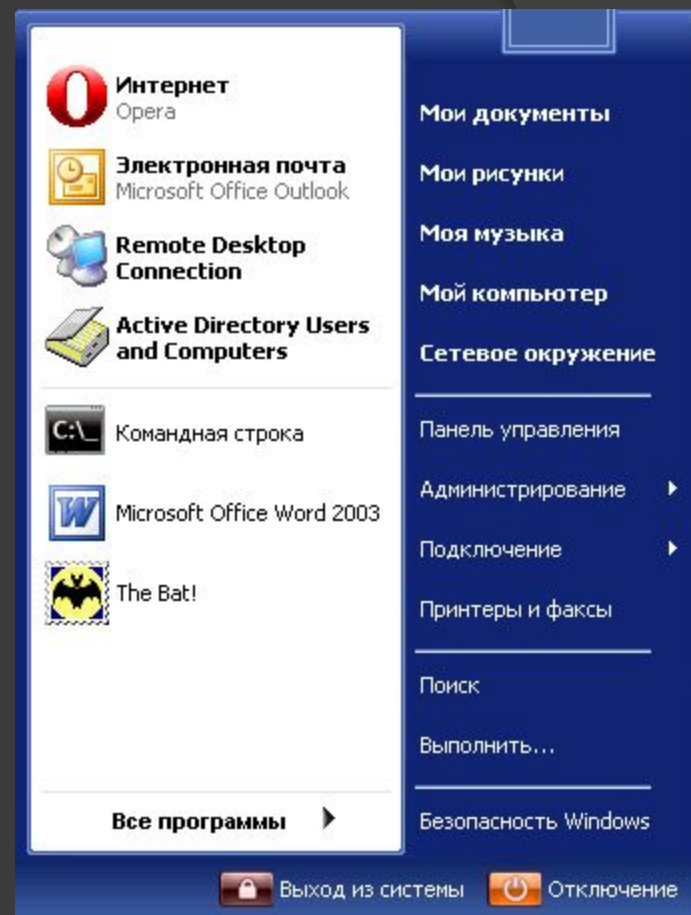 Интернет
Opera
Электронная почта
Microsoft Office Outlook
Remote Desktop
Connection
Active Directory Users
and Computers
C:\_
Командная строка
Microsoft Office Word 2003
The Bat!
Все программы
Мои документы
Мои рисунки
Моя музыка
Мой компьютер
Сетевое окружение
Панель управления
Администрирование
Подключение
Принтеры и факсы
Поиск
Выполнить...
Безопасность Windows
Выход из системы
Отключение